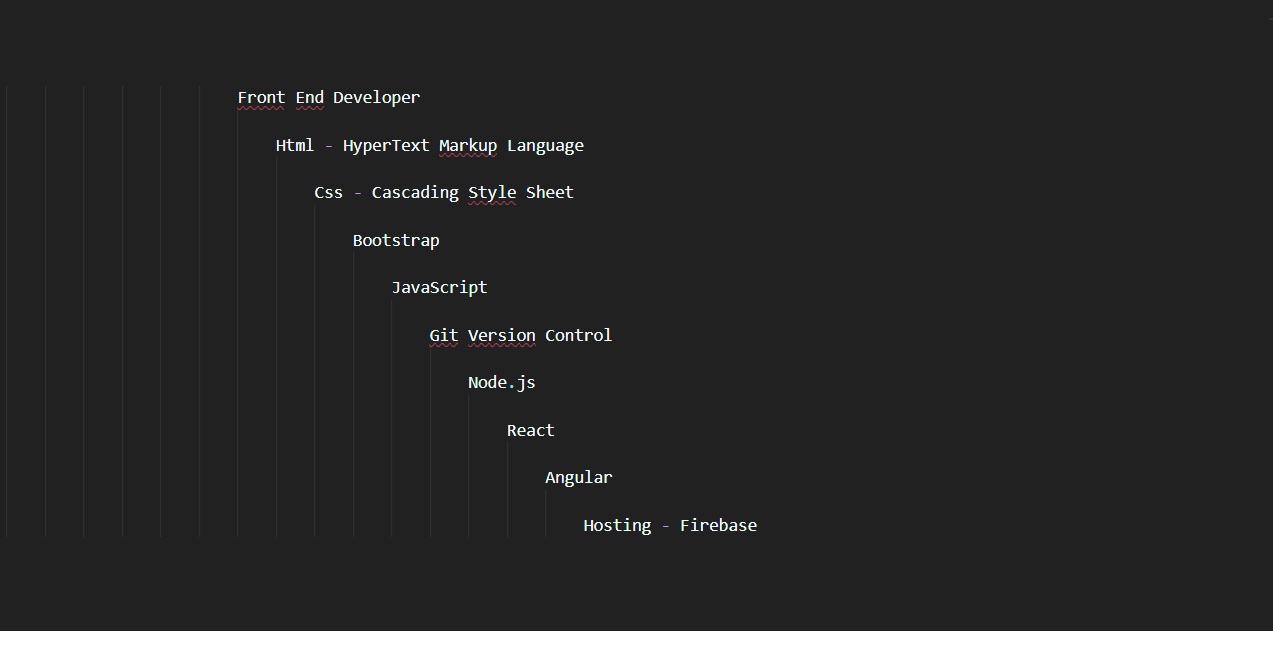 Front End Developer
Html - HyperText Markup Language
Css - Cascading Style Sheet
Bootstrap
JavaScript
Git Version Control
Node.js
React
Angular
Hosting - Firebase